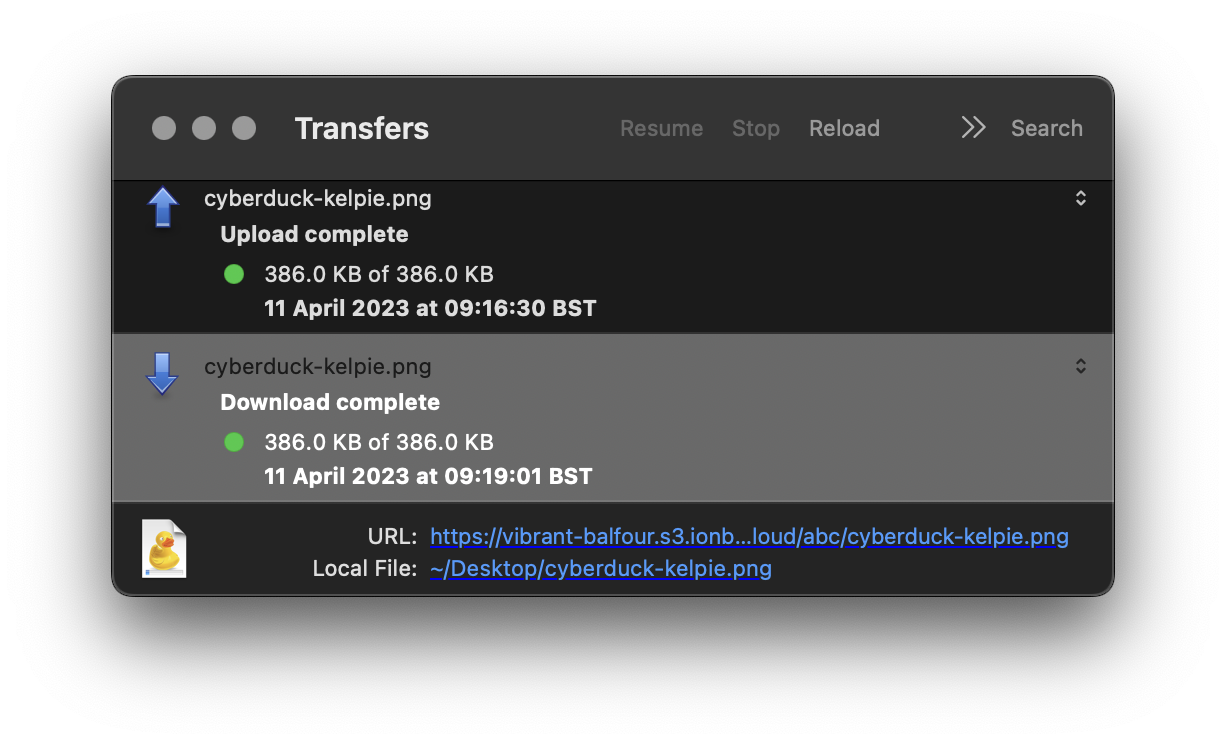 Transfers
Resume Stop Reload Search
cyberduck-kelpie.png
Upload complete
386.0 KB of 386.0 KB
11 April 2023 at 09:16:30 BST
cyberduck-kelpie.png
Download complete
386.0 KB of 386.0 KB
11 April 2023 at 09:19:01 BST
URL: https://vibrant-balfour.s3.ionb...loud/abc/cyberduck-kelpie.png
Local File: ~/Desktop/cyberduck-kelpie.png